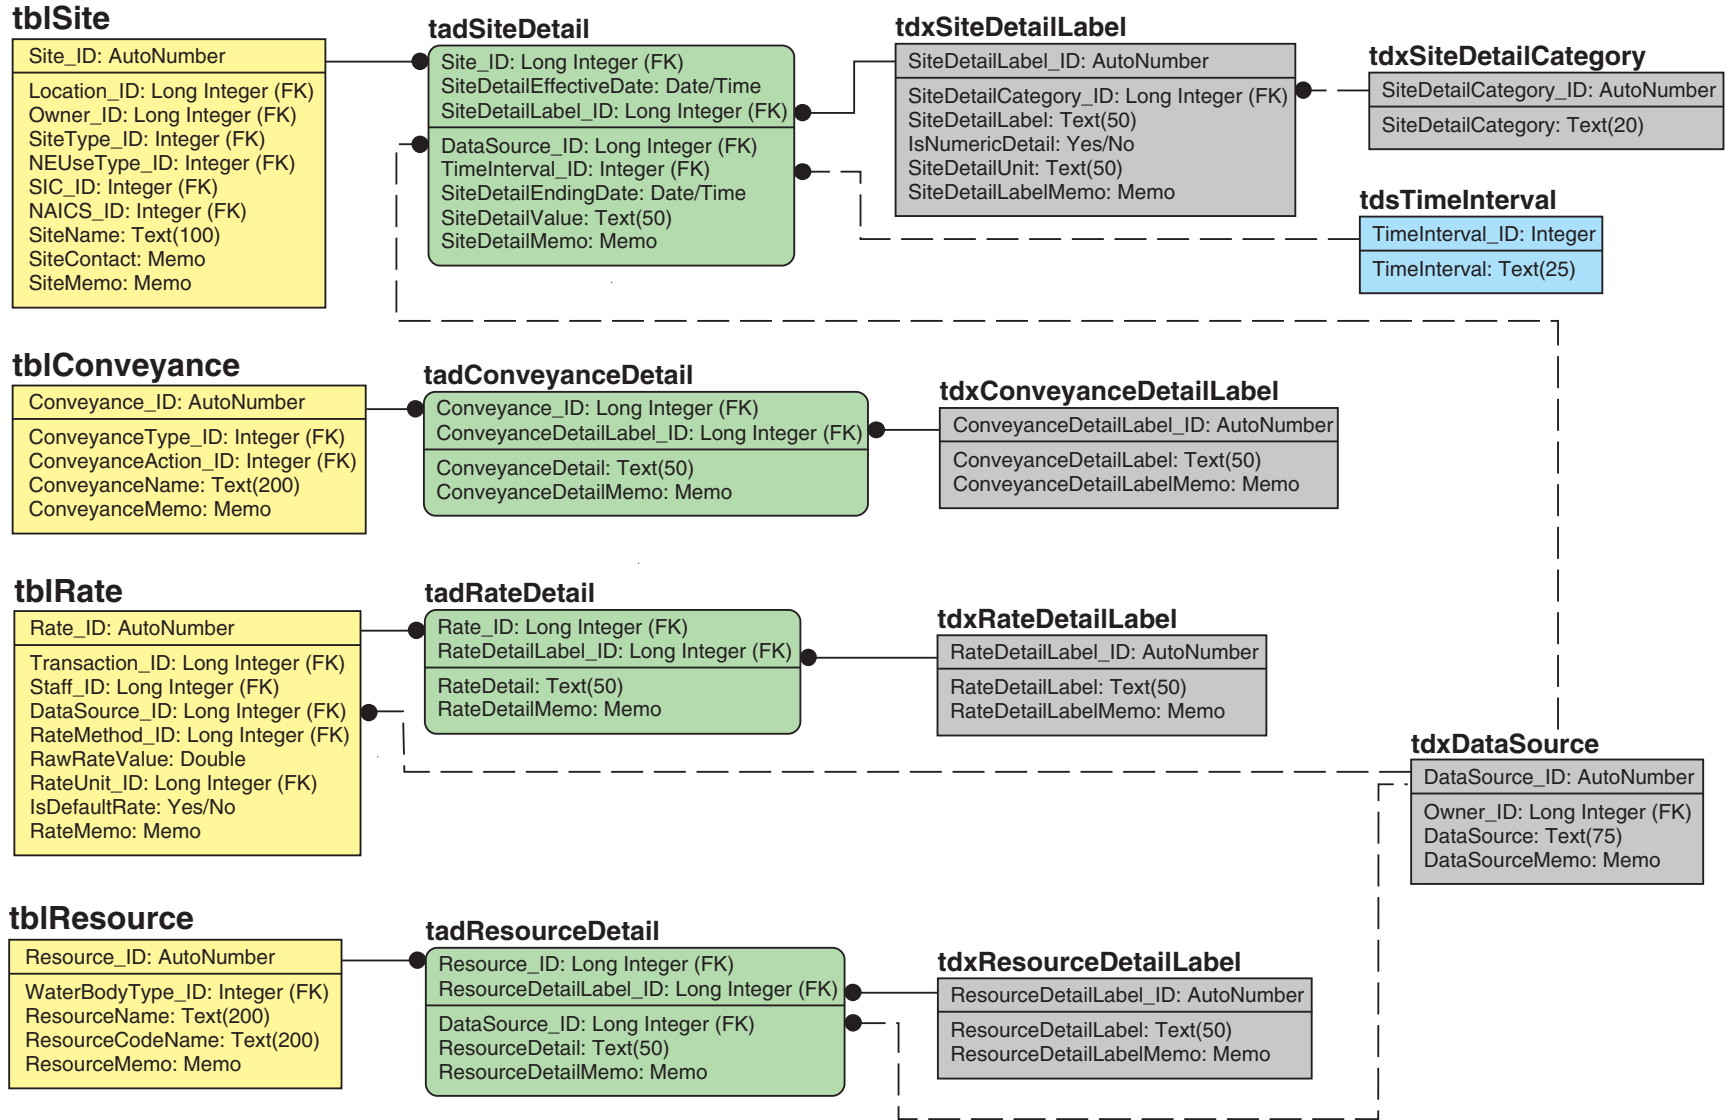 tblSite
Site_ID: AutoNumber
Location_ID: Long Integer (FK)
Owner_ID: Long Integer (FK)
SiteType_ID: Integer (FK)
NEUseType_ID: Integer (FK)
SIC_ID: Integer (FK)
NAICS_ID: Integer (FK)
SiteName: Text(100)
SiteContact: Memo
SiteMemo: Memo
tadSiteDetail
Site_ID: Long Integer (FK)
SiteDetailEffectiveDate: Date/Time
SiteDetailLabel_ID: Long Integer (FK)
DataSource_ID: Long Integer (FK)
TimeInterval_ID: Integer (FK)
SiteDetailEndingDate: Date/Time
SiteDetailValue: Text(50)
SiteDetailMemo: Memo
tdxSiteDetailLabel
SiteDetailLabel_ID: AutoNumber
SiteDetailCategory_ID: Long Integer (FK)
SiteDetailLabel: Text(50)
IsNumericDetail: Yes/No
SiteDetailUnit: Text(50)
SiteDetailLabelMemo: Memo
tdxSiteDetailCategory
SiteDetailCategory_ID: AutoNumber
SiteDetailCategory: Text(20)
tdsTimeInterval
TimeInterval_ID: Integer
TimeInterval: Text(25)
tblConveyance
Conveyance_ID: AutoNumber
ConveyanceType_ID: Integer (FK)
ConveyanceAction_ID: Integer (FK)
ConveyanceName: Text(200)
ConveyanceMemo: Memo
tadConveyanceDetail
Conveyance_ID: Long Integer (FK)
ConveyanceDetailLabel_ID: Long Integer (FK)
ConveyanceDetail: Text(50)
ConveyanceDetailMemo: Memo
tdxConveyanceDetailLabel
ConveyanceDetailLabel_ID: AutoNumber
ConveyanceDetailLabel: Text(50)
ConveyanceDetailLabelMemo: Memo
tblRate
Rate_ID: AutoNumber
Transaction_ID: Long Integer (FK)
Staff_ID: Long Integer (FK)
DataSource_ID: Long Integer (FK)
RateMethod_ID: Long Integer (FK)
RawRateValue: Double
RateUnit_ID: Long Integer (FK)
IsDefaultRate: Yes/No
RateMemo: Memo
tadRateDetail
Rate_ID: Long Integer (FK)
RateDetailLabel_ID: Long Integer (FK)
RateDetail: Text(50)
RateDetailMemo: Memo
tdxRateDetailLabel
RateDetailLabel_ID: AutoNumber
RateDetailLabel: Text(50)
RateDetailLabelMemo: Memo
tdxDataSource
DataSource_ID: AutoNumber
Owner_ID: Long Integer (FK)
DataSource: Text(75)
DataSourceMemo: Memo
tblResource
Resource_ID: AutoNumber
WaterBodyType_ID: Integer (FK)
ResourceName: Text(200)
ResourceCodeName: Text(200)
ResourceMemo: Memo
tadResourceDetail
Resource_ID: Long Integer (FK)
ResourceDetailLabel_ID: Long Integer (FK)
DataSource_ID: Long Integer (FK)
ResourceDetail: Text(50)
ResourceDetailMemo: Memo
tdxResourceDetailLabel
ResourceDetailLabel_ID: AutoNumber
ResourceDetailLabel: Text(50)
ResourceDetailLabelMemo: Memo